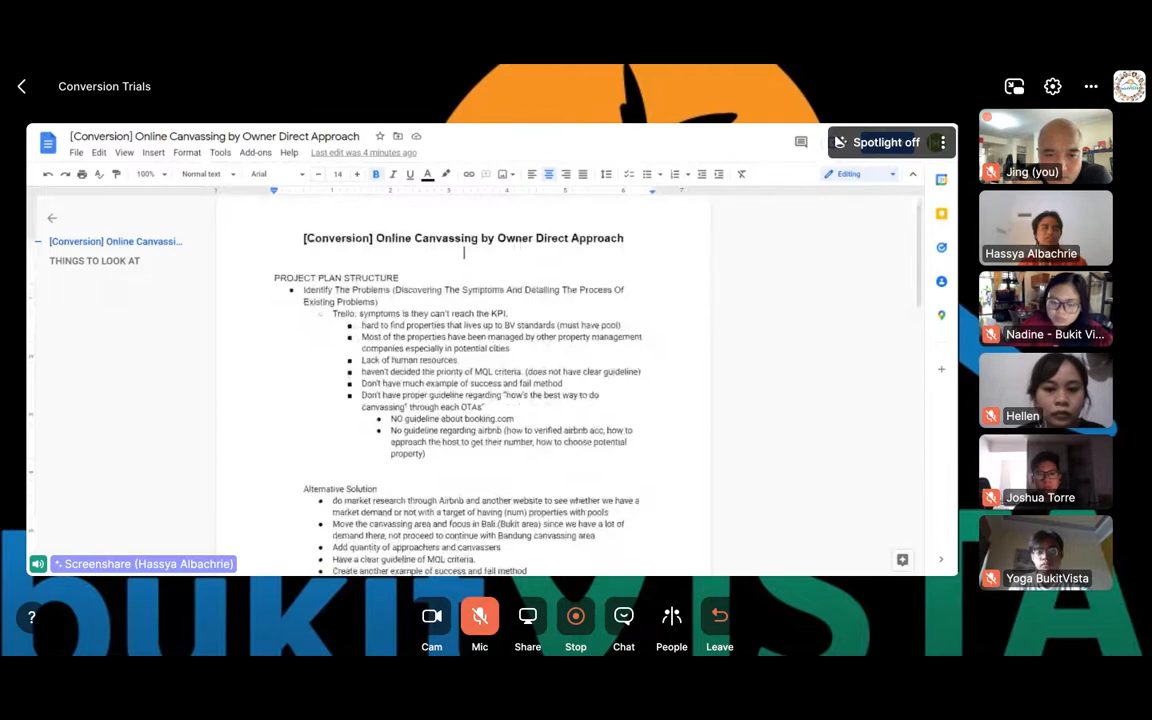 Conversion Trials
[Conversion] Online Canvassing by Owner Direct Approach
File Edit View Insert Format Tools Add-ons Help Last edit was 4 minutes ago
Spotlight off
100% Normal text Arial 14 B I U A Editing
1 1 2 3 4 5 6 7
[Conversion] Online Canvassi...
THINGS TO LOOK AT
[Conversion] Online Canvassing by Owner Direct Approach
PROJECT PLAN STRUCTURE
Identify The Problems (Discovering The Symptoms And Detailing The Process Of
Existing Problems)
Trello, symptoms is they can't reach the KPI.
hard to find properties that lives up to BV standards (must have pool)
Most of the properties have been managed by other property management
companies especially in potential cities
Lack of human resources.
haven't decided the priority of MQL criteria. (does not have clear guideline)
Don't have much example of success and fail method
Don't have proper guideline regarding "how's the best way to do
canvassing" through each OTAs"
NO guideline about booking.com
No guideline regarding airbnb (how to verified airbnb acc, how to
approach the host to get their number, how to choose potential
property)
Alternative Solution
do market research through Airbnb and another website to see whether we have a
market demand or not with a target of having (num) properties with pools
Move the canvassing area and focus in Bali.(Bukit area) since we have a lot of
demand there, not proceed to continue with Bandung canvassing area
Add quantity of approachers and canvassers
Have a clear guideline of MQL criteria.
Create another example of success and fail method
Screenshare (Hassya Albachrie)
Jing (you)
Hassya Albachrie
Nadine - Bukit Vi...
Hellen
Joshua Torre
Yoga BukitVista
bukit VISTA
?
Cam Mic Share Stop Chat People Leave